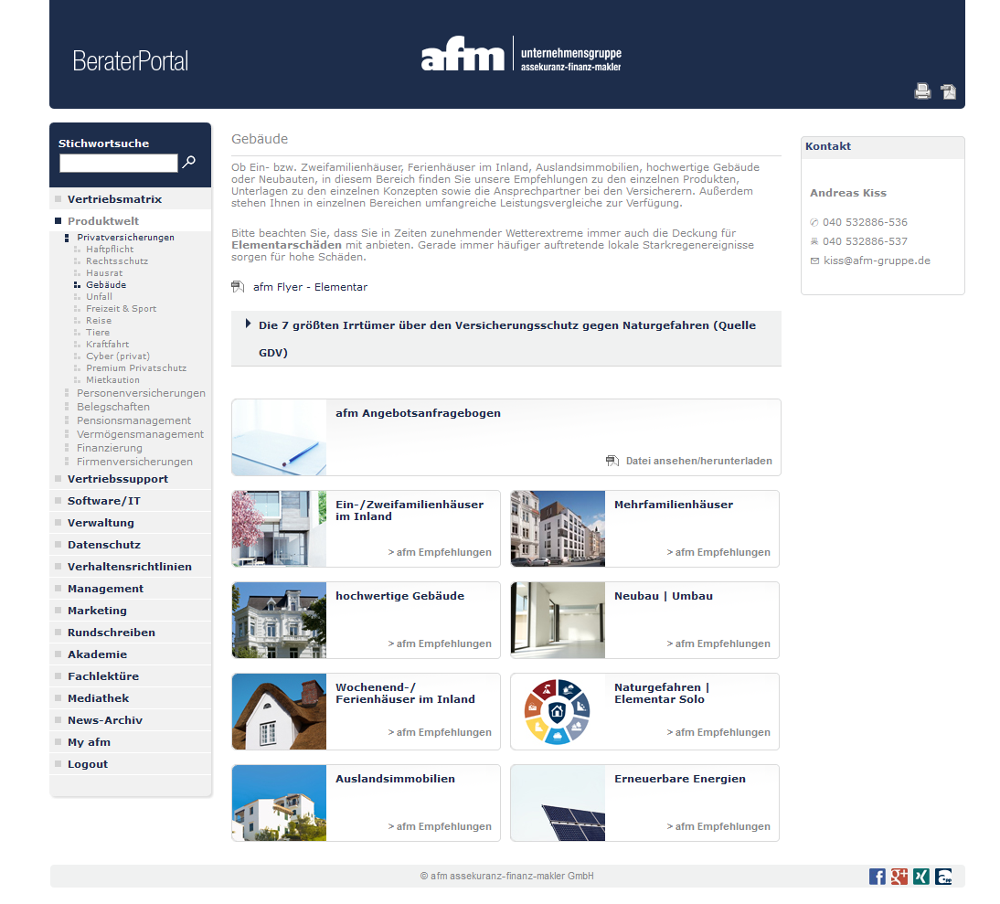 BeraterPortal
afm
unternehmensgruppe
assekuranz-finanz-makler
Stichwortsuche
Vertriebsmatrix
Produktwelt
Privatversicherungen
Haftpflicht
Rechtsschutz
Hausrat
Gebäude
Unfall
Freizeit & Sport
Reise
Tiere
Kraftfahrt
Cyber (privat)
Premium Privatschutz
Mietkaution
Personenversicherungen
Belegschaften
Pensionsmanagement
Vermögensmanagement
Finanzierung
Firmenversicherungen
Vertriebssupport
Software/IT
Verwaltung
Datenschutz
Verhaltensrichtlinien
Management
Marketing
Rundschreiben
Akademie
Fachlektüre
Mediathek
News-Archiv
My afm
Logout
Gebäude
Ob Ein- bzw. Zweifamilienhäuser, Ferienhäuser im Inland, Auslandsimmobilien, hochwertige Gebäude
oder Neubauten, in diesem Bereich finden Sie unsere Empfehlungen zu den einzelnen Produkten,
Unterlagen zu den einzelnen Konzepten sowie die Ansprechpartner bei den Versicherern. Außerdem
stehen Ihnen in einzelnen Bereichen umfangreiche Leistungsvergleiche zur Verfügung.
Bitte beachten Sie, dass Sie in Zeiten zunehmender Wetterextreme immer auch die Deckung für
Elementarschäden mit anbieten. Gerade immer häufiger auftretende lokale Starkregenereignisse
sorgen für hohe Schäden.
afm Flyer - Elementar
Die 7 größten Irrtümer über den Versicherungsschutz gegen Naturgefahren (Quelle
GDV)
afm Angebotsanfragebogen
Datei ansehen/herunterladen
Ein-/Zweifamilienhäuser
im Inland
> afm Empfehlungen
Mehrfamilienhäuser
> afm Empfehlungen
hochwertige Gebäude
> afm Empfehlungen
Neubau | Umbau
> afm Empfehlungen
Wochenend-/
Ferienhäuser im Inland
> afm Empfehlungen
Naturgefahren |
Elementar Solo
> afm Empfehlungen
Auslandsimmobilien
> afm Empfehlungen
Erneuerbare Energien
> afm Empfehlungen
Kontakt
Andreas Kiss
040 532886-536
040 532886-537
kiss@afm-gruppe.de
© afm assekuranz-finanz-makler GmbH